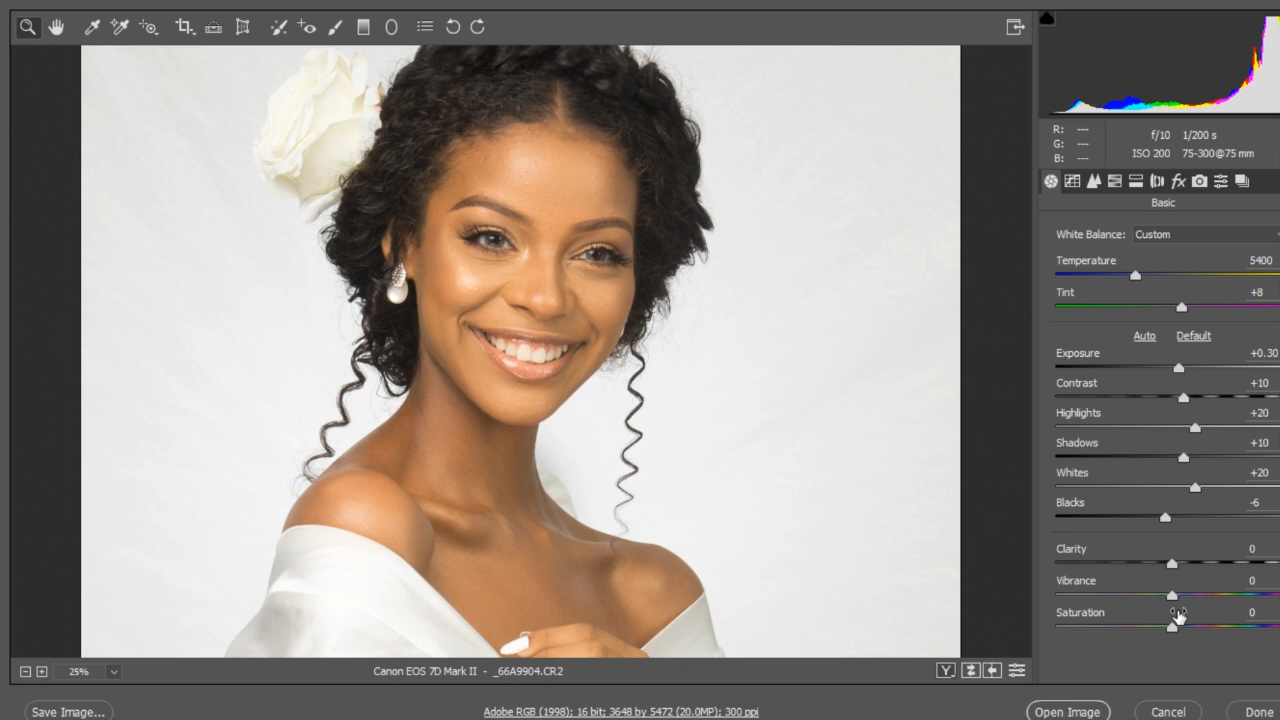 R: ---
G: ---
B: ---
f/10 1/200 s
ISO 200 75-300@75 mm
fx
Basic
White Balance: Custom
Temperature 5400
Tint +8
Auto Default
Exposure +0.30
Contrast +10
Highlights +20
Shadows +10
Whites +20
Blacks -6
Clarity 0
Vibrance 0
Saturation 0
25% Canon EOS 7D Mark II - _66A9904.CR2 Y
Save Image... Adobe RGB (1998); 16 bit; 3648 by 5472 (20.0MP); 300 ppi Open Image Cancel Done